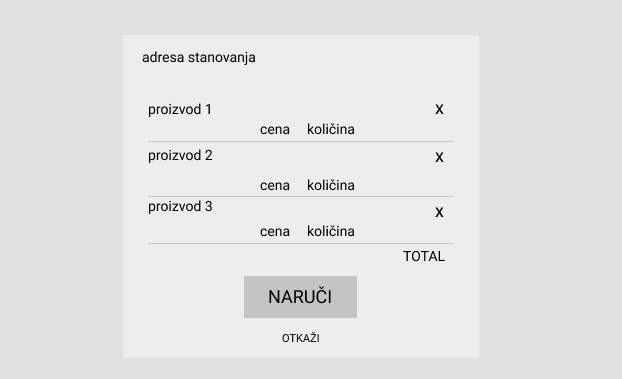 adresa stanovanja
proizvod 1 X
cena količina
proizvod 2 X
cena količina
proizvod 3 X
cena količina
TOTAL
NARUČI
OTKAŽI